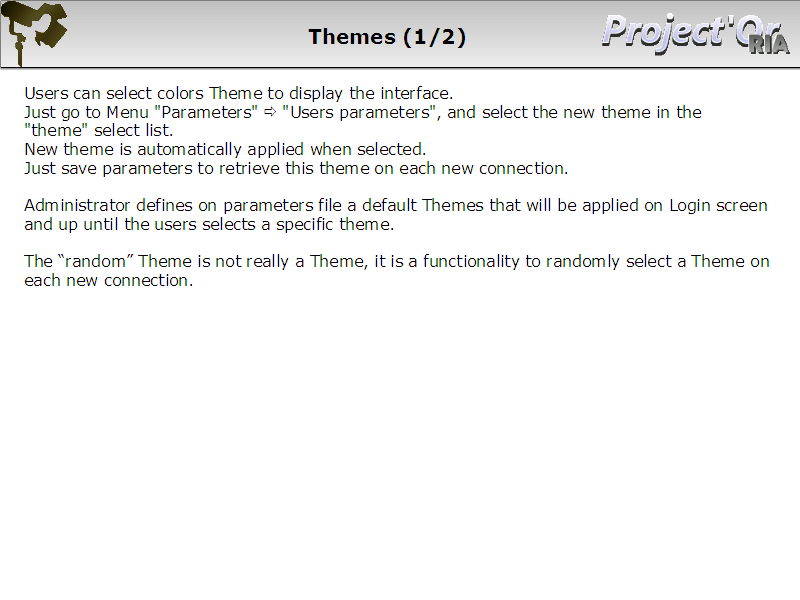 Themes (1/2)
Project'Or
RIA
Users can select colors Theme to display the interface.
Just go to Menu "Parameters" ⇨ "Users parameters", and select the new theme in the
"theme" select list.
New theme is automatically applied when selected.
Just save parameters to retrieve this theme on each new connection.
Administrator defines on parameters file a default Themes that will be applied on Login screen
and up until the users selects a specific theme.
The “random” Theme is not really a Theme, it is a functionality to randomly select a Theme on
each new connection.